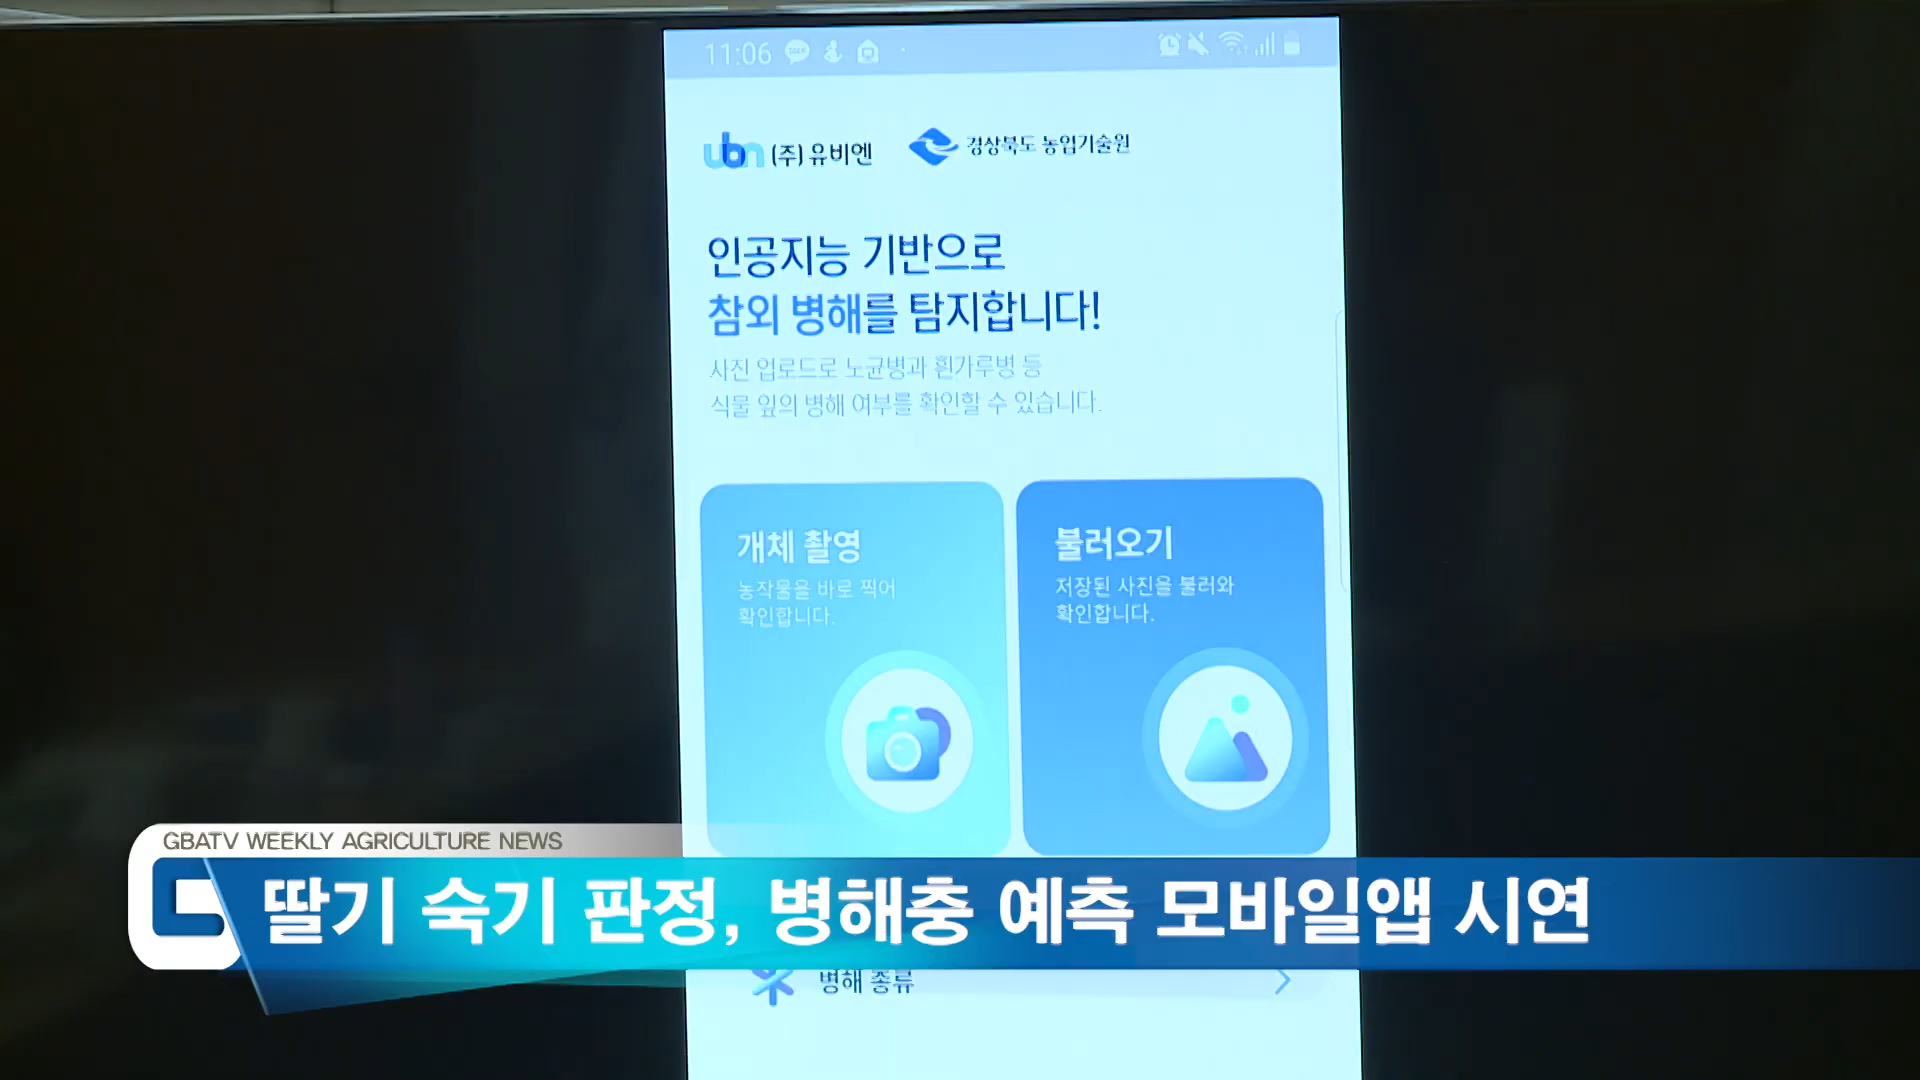 11:06
ubn (주)유비엔
경상북도 농업기술원
인공지능 기반으로
참외 병해를 탐지합니다!
사진 업로드로 노균병과 흰가루병 등
식물 잎의 병해 여부를 확인할 수 있습니다.
개체 촬영
농작물을 바로 찍어
확인합니다.
불러오기
저장된 사진을 불러와
확인합니다.
GBATV WEEKLY AGRICULTURE NEWS
딸기 숙기 판정, 병해충 예측 모바일앱 시연
병해 종류